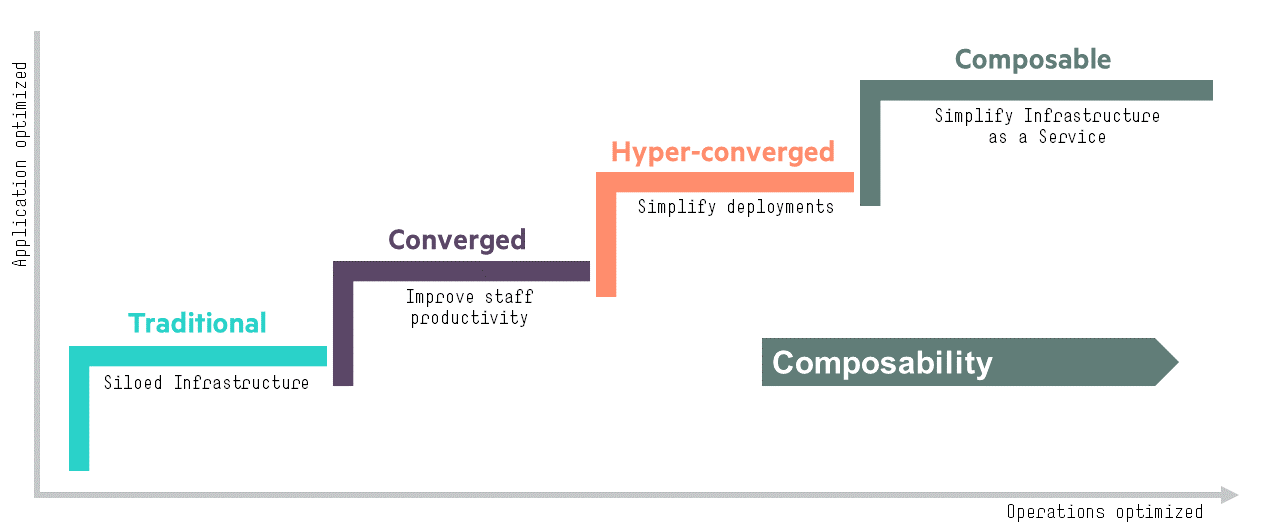 Application optimized
Composable
Simplify Infrastructure
as a Service
Hyper-converged
Simplify deployments
Converged
Improve staff
productivity
Traditional
Siloed Infrastructure
Composability
Operations optimized